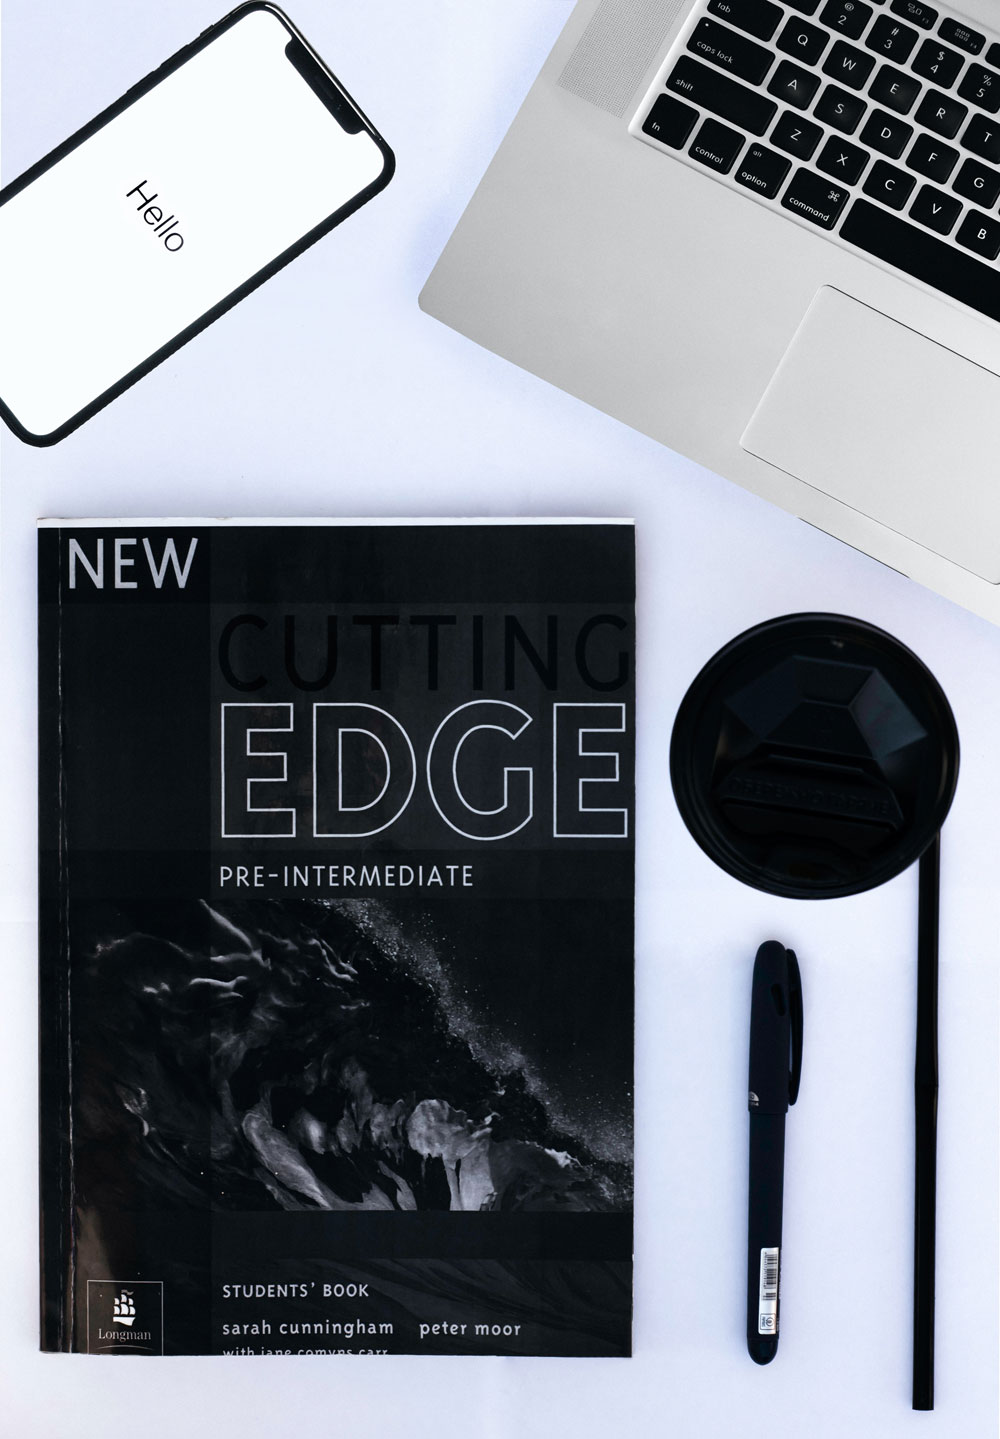 Hello
tab
@
2
#
3
$
4
%
5
caps lock
Q
W
E
R
T
shift
A
S
D
F
G
fn
control
alt
option
⌘
command
Z
X
C
V
B
NEW
CUTTING
EDGE
PRE-INTERMEDIATE
STUDENTS' BOOK
sarah cunningham peter moor
with jane comyns carr
Longman